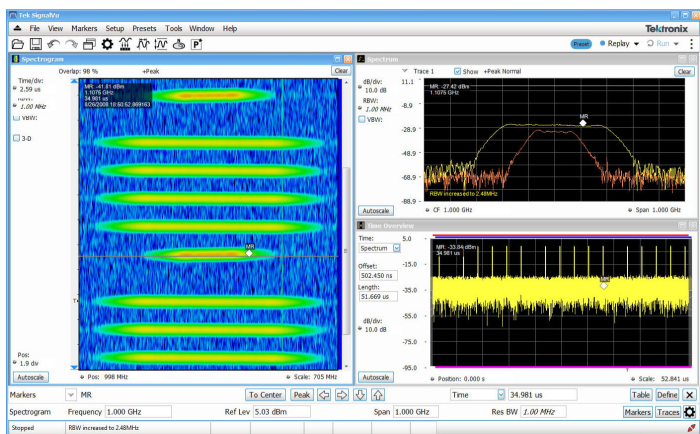 Tek SignalVu
File View Markers Setup Presets Tools Window Help
Tektronix
Preset Replay Run
Spectrogram
Time/div:
2.59 us
Overlap: 98 % +Peak Clear
1.00 MHz
VBW:
3-D
MR: -41.81 dBm
1.1076 GHz
34.981 us
8/26/2008 18:50:52.869163
MR
Pos:
1.9 div
Autoscale
Pos: 998 MHz Scale: 705 MHz
Spectrum
dB/div:
10.0 dB
RBW:
1.00 MHz
VBW:
Trace 1 Show +Peak Normal Clear
11.1
-8.9
-28.9
-48.9
-68.9
-88.9
MR: -27.42 dBm
1.1076 GHz
MR
RBW increased to 2.48MHz
Autoscale
CF 1.000 GHz Span 1.000 GHz
Time Overview
Time:
Spectrum
Offset:
502.450 ns
Length:
51.669 us
dB/div:
10.0 dB
5.0
-15.0
-35.0
-55.0
-75.0
-95.0
MR: -33.04 dBm
34.981 us
MR
Autoscale
Position: 0.000 s Scale: 52.841 us
Markers MR To Center Peak Time 34.981 us Table Define
Spectrogram Frequency 1.000 GHz Ref Lev 5.03 dBm Span 1.000 GHz Res BW 1.00 MHz Markers Traces
Stopped RBW increased to 2.48MHz